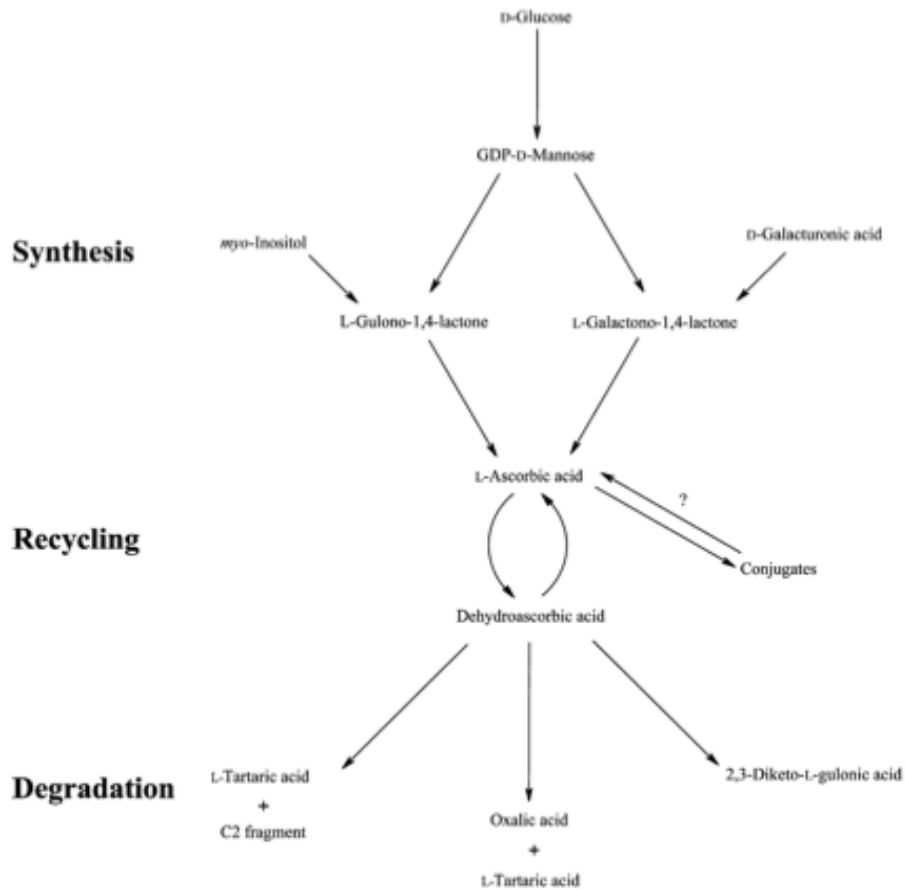 D-Glucose
GDP-D-Mannose
Synthesis
myo-Inositol
D-Galacturonic acid
L-Gulono-1,4-lactone
L-Galactono-1,4-lactone
L-Ascorbic acid
?
Recycling
Conjugates
Dehydroascorbic acid
Degradation
L-Tartaric acid
+
C2 fragment
Oxalic acid
+
L-Tartaric acid
2,3-Diketo-L-gulonic acid